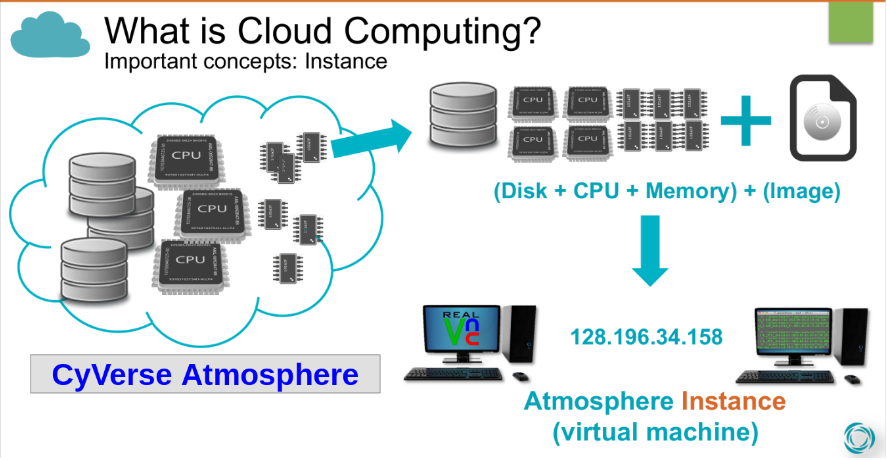 What is Cloud Computing?
Important concepts: Instance
CPU
CPU
CPU
CPU
CPU
CPU
CPU
(Disk + CPU + Memory) + (Image)
REAL
Vnc
128.196.34.158
CyVerse Atmosphere
Atmosphere Instance
(virtual machine)